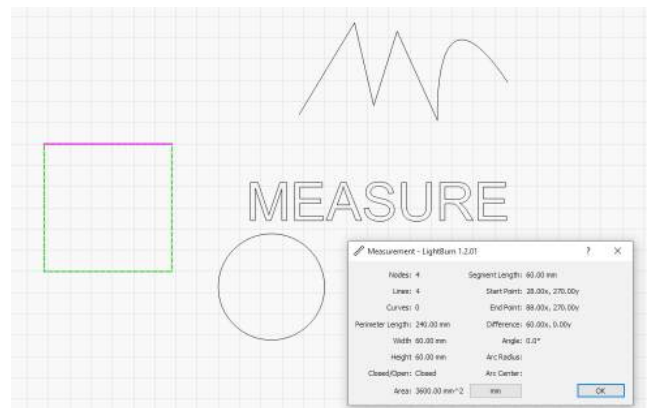 MEASURE
Measurement - LightBurn 1.2.01 ? X
Nodes: 4 Segment Length: 60.00 mm
Lines: 4 Start Point: 28.00x, 270.00y
Curves: 0 End Point: 88.00x, 270.00y
Perimeter Length: 240.00 mm Difference: 60.00x, 0.00y
Width 60.00 mm Angle: 0.0°
Height 60.00 mm Arc Radius:
Closed/Open: Closed Arc Center:
Area: 3600.00 mm^2 mm OK